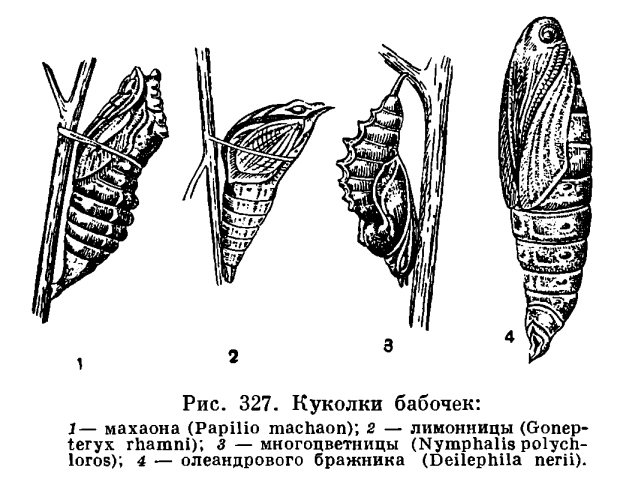 1
2
3
4
Рис. 327. Куколки бабочек:
1— махаона (Papilio machaon); 2 — лимонницы (Gonep-
teryx rhamni); 3 — многоцветницы (Nymphalis polych-
loros); 4 — олеандрового бражника (Deilephila nerii).